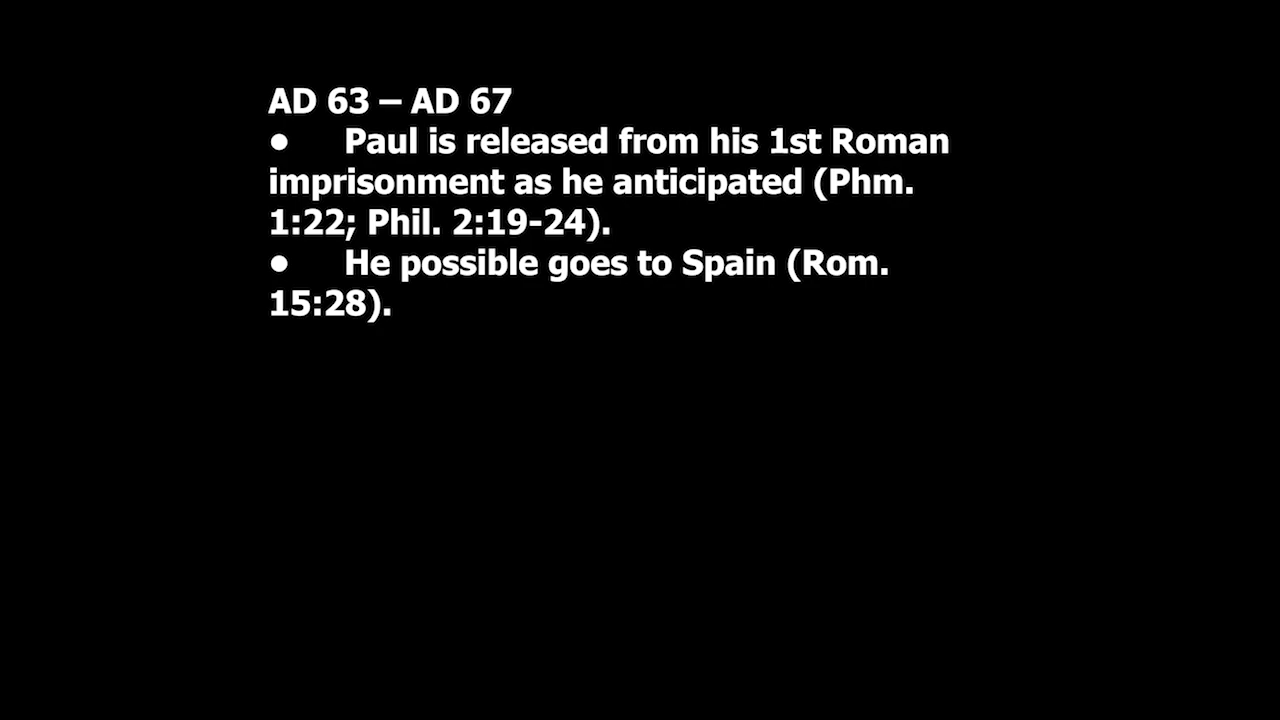 AD 63 – AD 67
● Paul is released from his 1st Roman
imprisonment as he anticipated (Phm.
1:22; Phil. 2:19-24).
● He possible goes to Spain (Rom.
15:28).